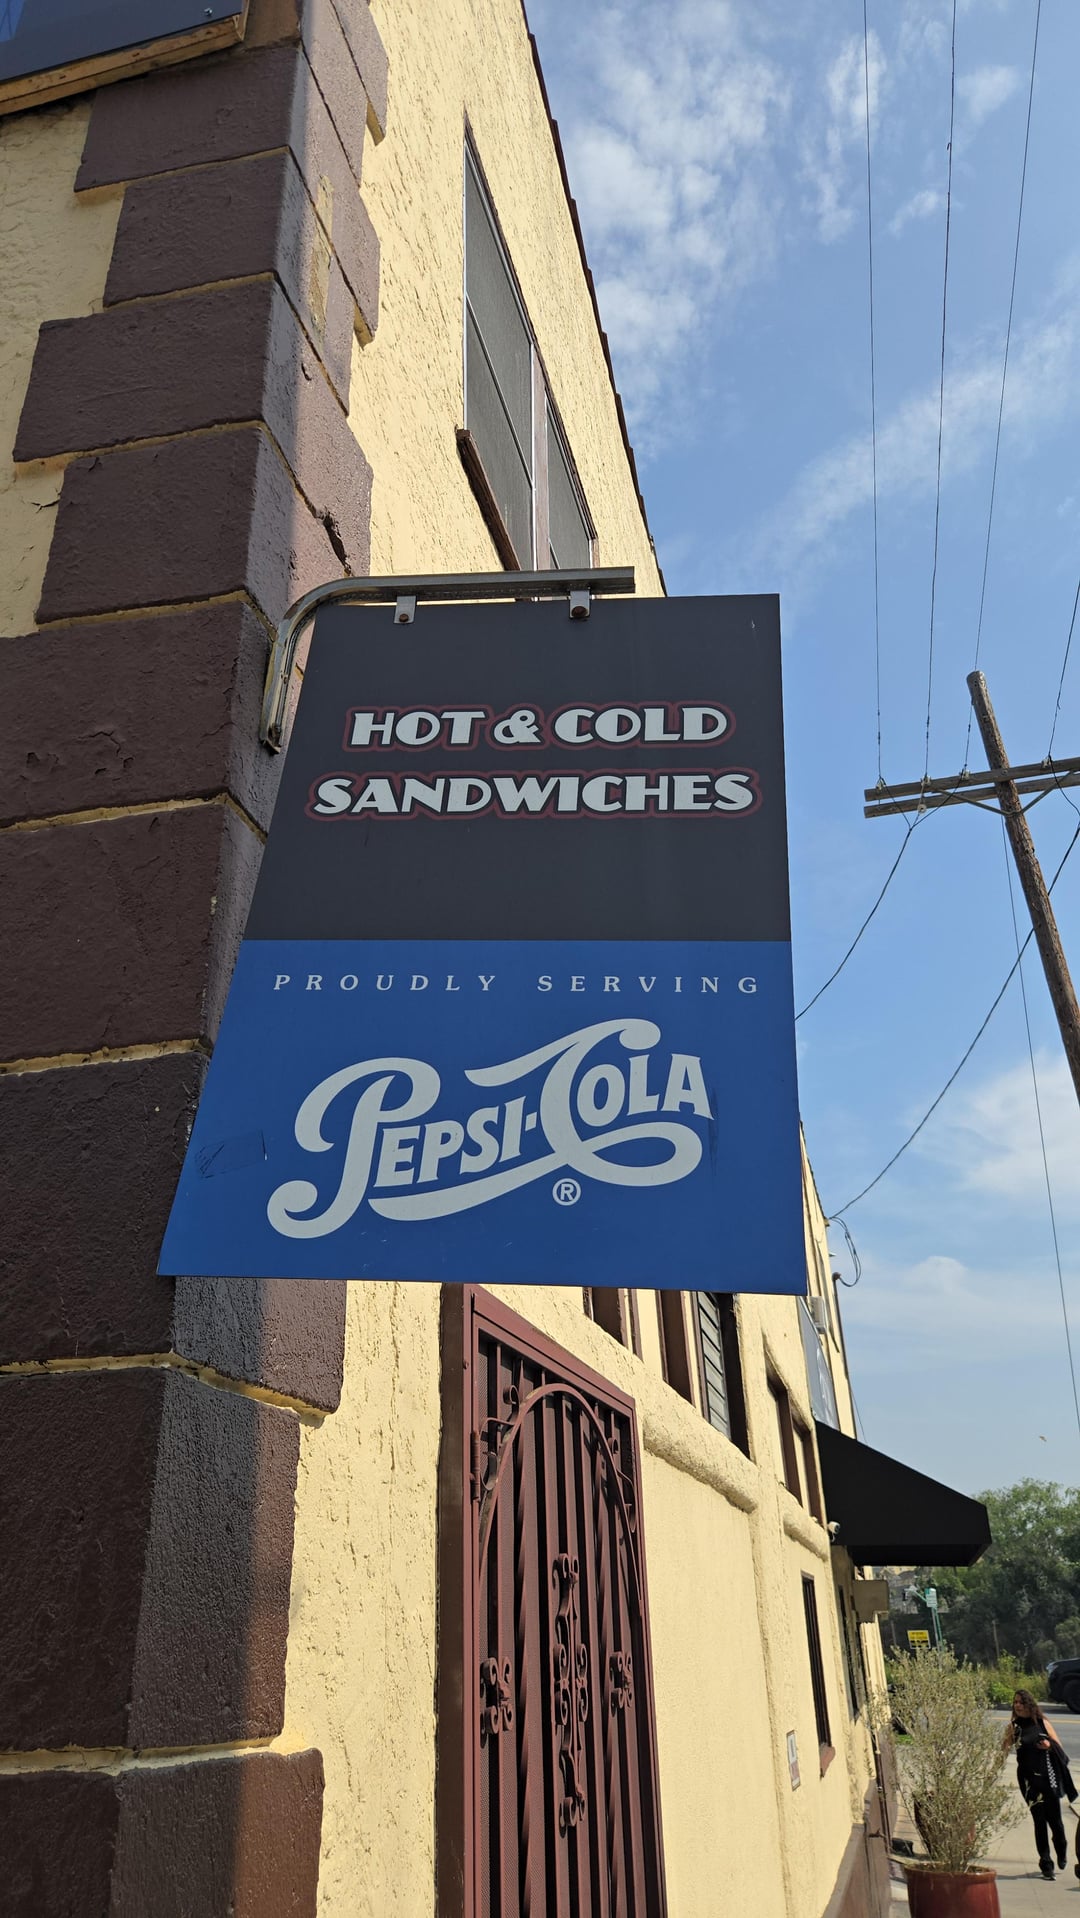 HOT & COLD
SANDWICHES
PROUDLY SERVING
PEPSI-COLA
®